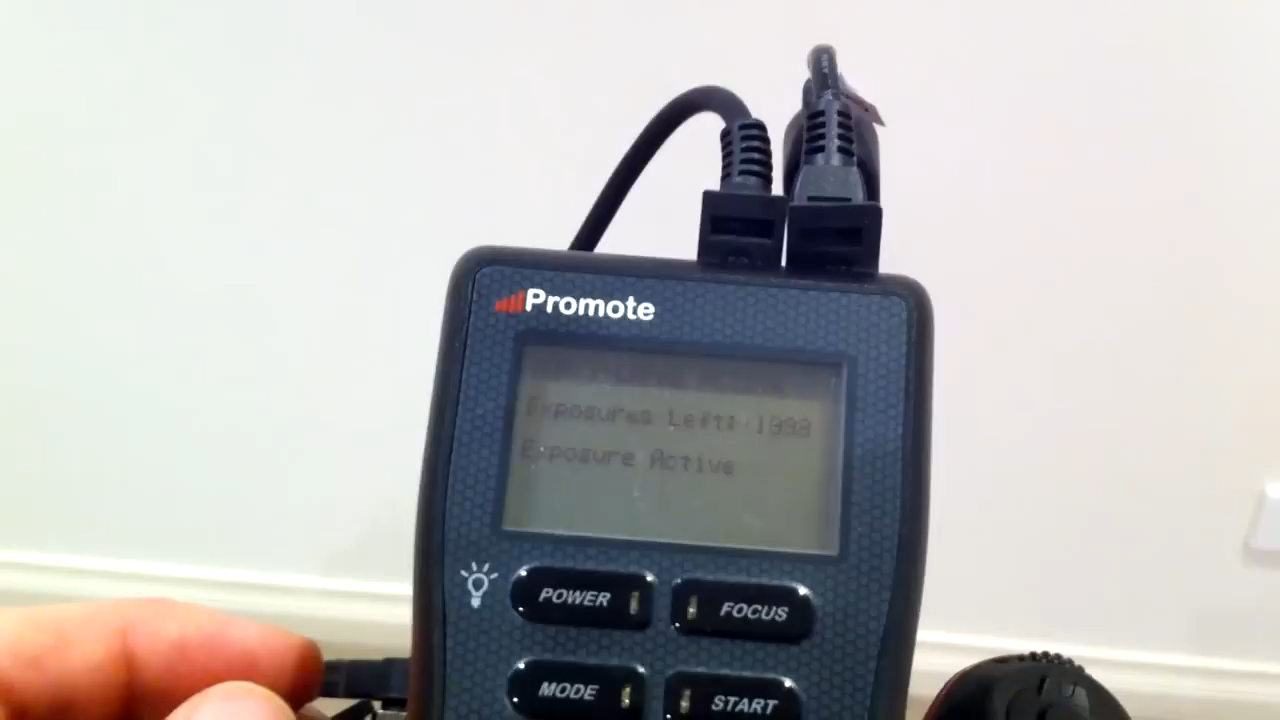 Promote
Exposures Left: 1998
Exposure Active
POWER
FOCUS
MODE
START